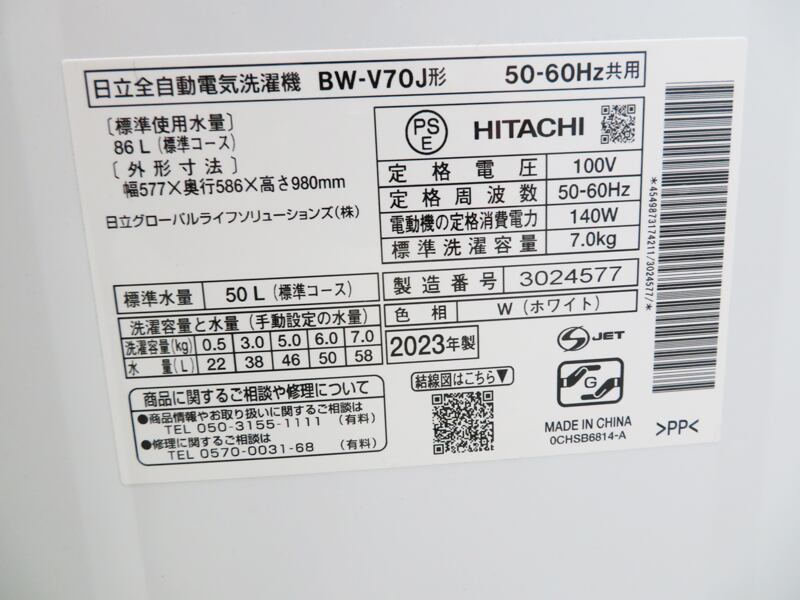 日立全自動電気洗濯機 BW-V70J形 50-60Hz共用
〔標準使用水量〕
86L(標準コース)
〔外形寸法〕
幅577×奥行586×高さ980mm
日立グローバルライフソリューションズ(株)
PS
E
HITACHI
定格電圧 100V
定格周波数 50-60Hz
電動機の定格消費電力 140W
標準洗濯容量 7.0kg
製造番号 3024577
色相 W(ホワイト)
標準水量 50L(標準コース)
洗濯容量と水量(手動設定の水量)
洗濯容量(kg) 0.5 3.0 5.0 6.0 7.0
水量(L) 22 38 46 50 58
2023年製
S JET
商品に関するご相談や修理について
●商品情報やお取り扱いに関するご相談は
TEL 050-3155-1111 (有料)
●修理に関するご相談は
TEL 0570-0031-68 (有料)
結線図はこちら▼
G
MADE IN CHINA
0CHSB6814-A
>PP<
*4549873174211/3024577/*